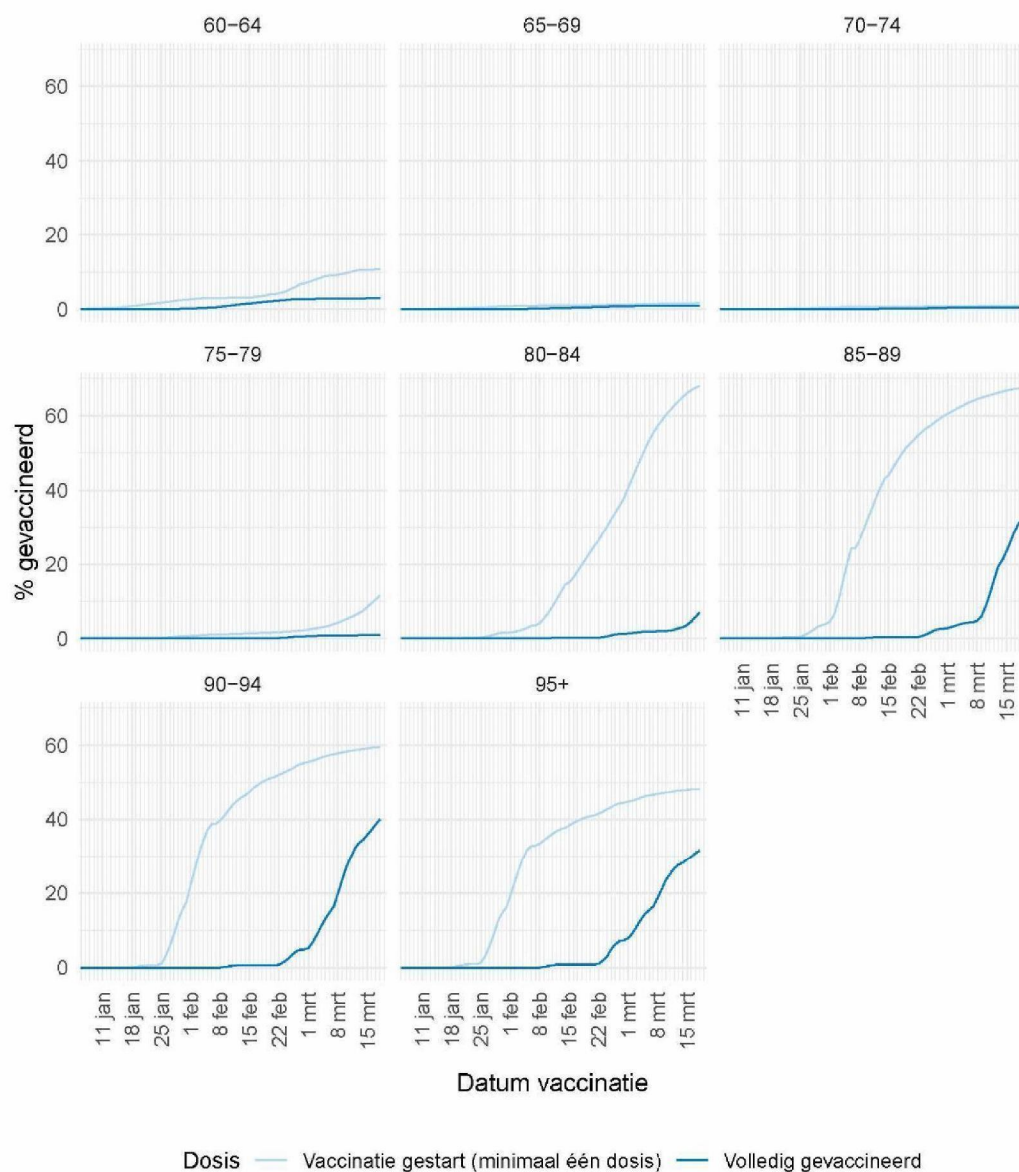 60−64
65−69
70−74
60
40
20
0
75−79
80−84
85−89
60
40
20
0
% gevaccineerd
11 jan
18 jan
25 jan
1 feb
8 feb
15 feb
22 feb
1 mrt
8 mrt
15 mrt
90−94
95+
60
40
20
0
11 jan
18 jan
25 jan
1 feb
8 feb
15 feb
22 feb
1 mrt
8 mrt
15 mrt
11 jan
18 jan
25 jan
1 feb
8 feb
15 feb
22 feb
1 mrt
8 mrt
15 mrt
Datum vaccinatie
Dosis Vaccinatie gestart (minimaal één dosis) Volledig gevaccineerd